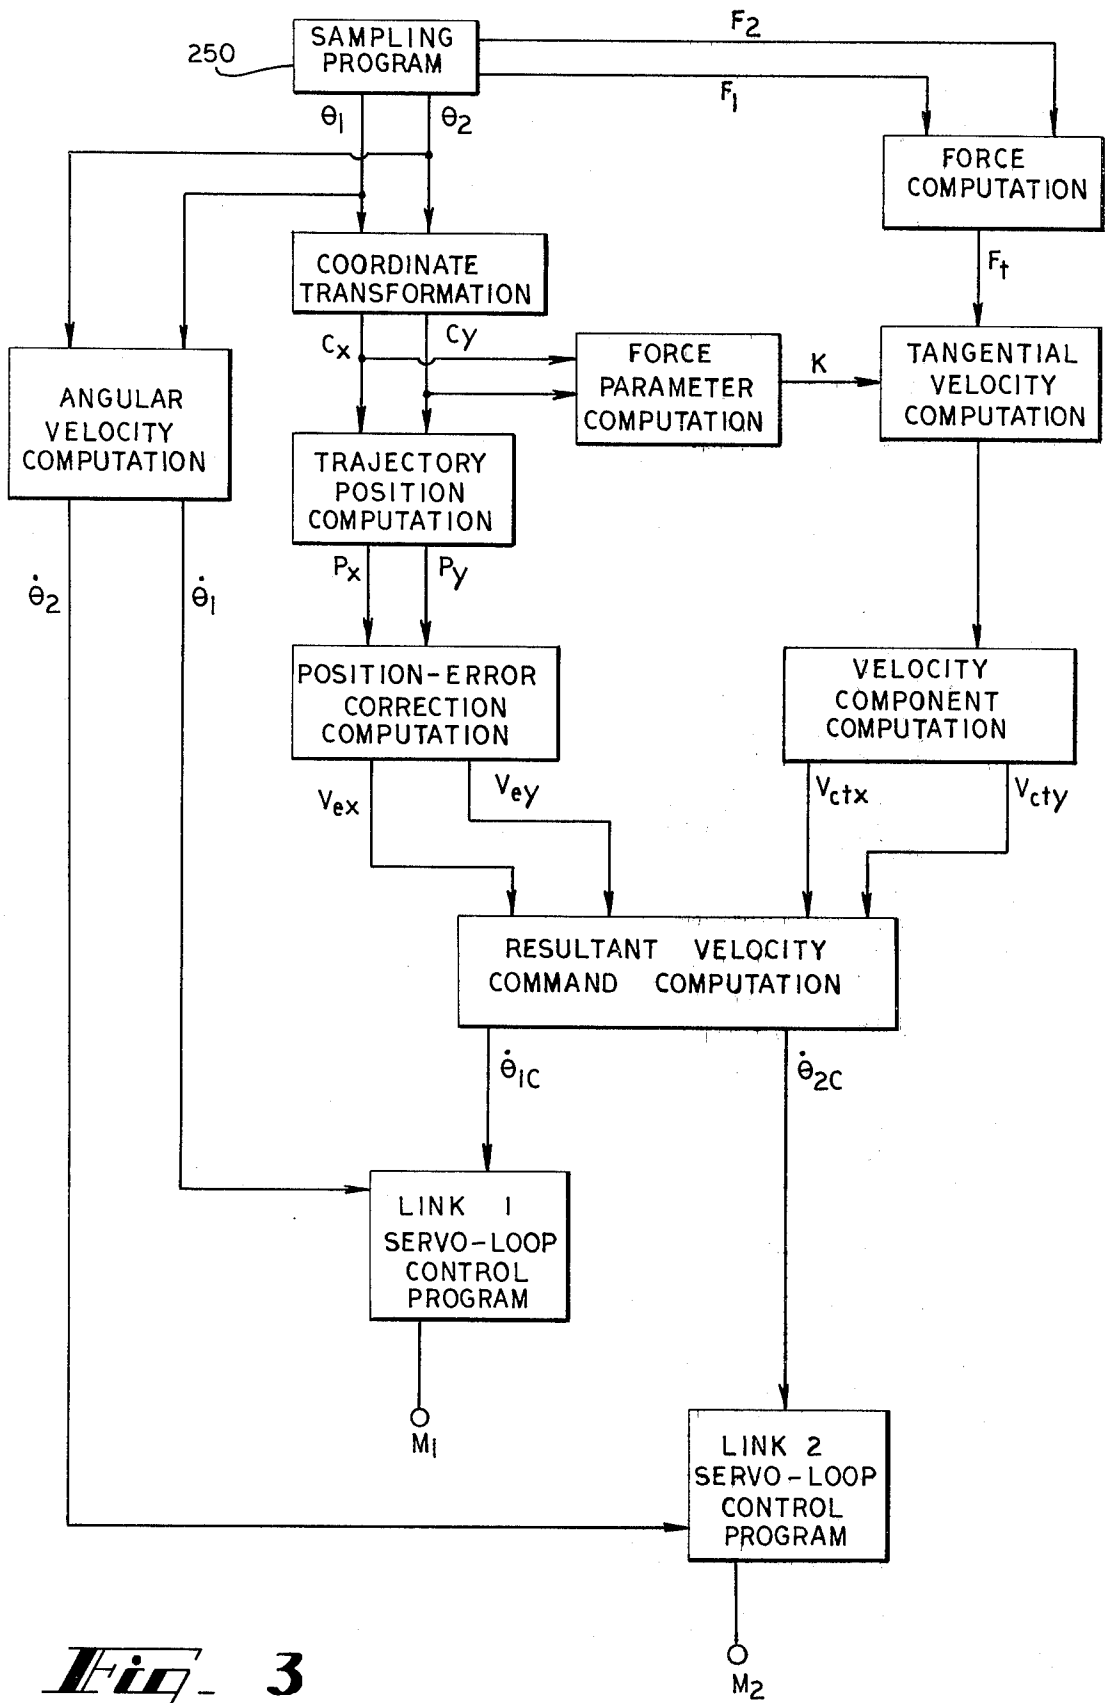 SAMPLING
PROGRAM
250
F2
F1
θ1
θ2
FORCE
COMPUTATION
Ft
COORDINATE
TRANSFORMATION
Cx
Cy
FORCE
PARAMETER
COMPUTATION
K
TANGENTIAL
VELOCITY
COMPUTATION
ANGULAR
VELOCITY
COMPUTATION
TRAJECTORY
POSITION
COMPUTATION
Px
Py
θ̇2
θ̇1
POSITION-ERROR
CORRECTION
COMPUTATION
VELOCITY
COMPONENT
COMPUTATION
Vex
Vey
Vctx
Vcty
RESULTANT VELOCITY
COMMAND COMPUTATION
θ̇1C
θ̇2C
LINK 1
SERVO-LOOP
CONTROL
PROGRAM
M1
LINK 2
SERVO-LOOP
CONTROL
PROGRAM
M2
Fig. 3